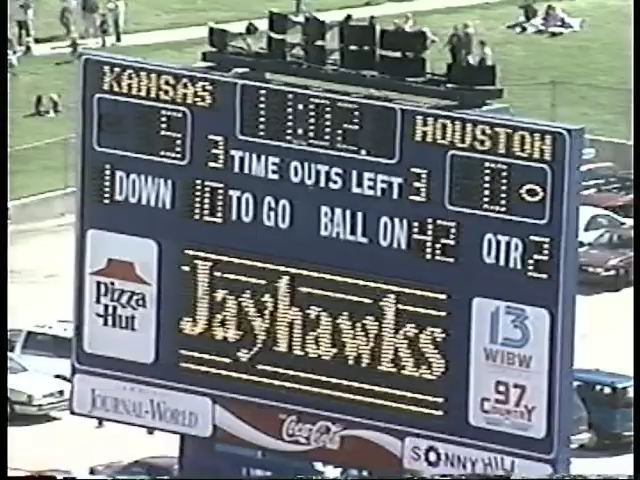 KANSAS
11:02
HOUSTON
5
3 TIME OUTS LEFT 3
0
1 DOWN 10 TO GO BALL ON 42 QTR 2
Pizza Hut
Jayhawks
13 WIBW
97 COUNTRY
JOURNAL-WORLD
Coca-Cola
SONNY HILL